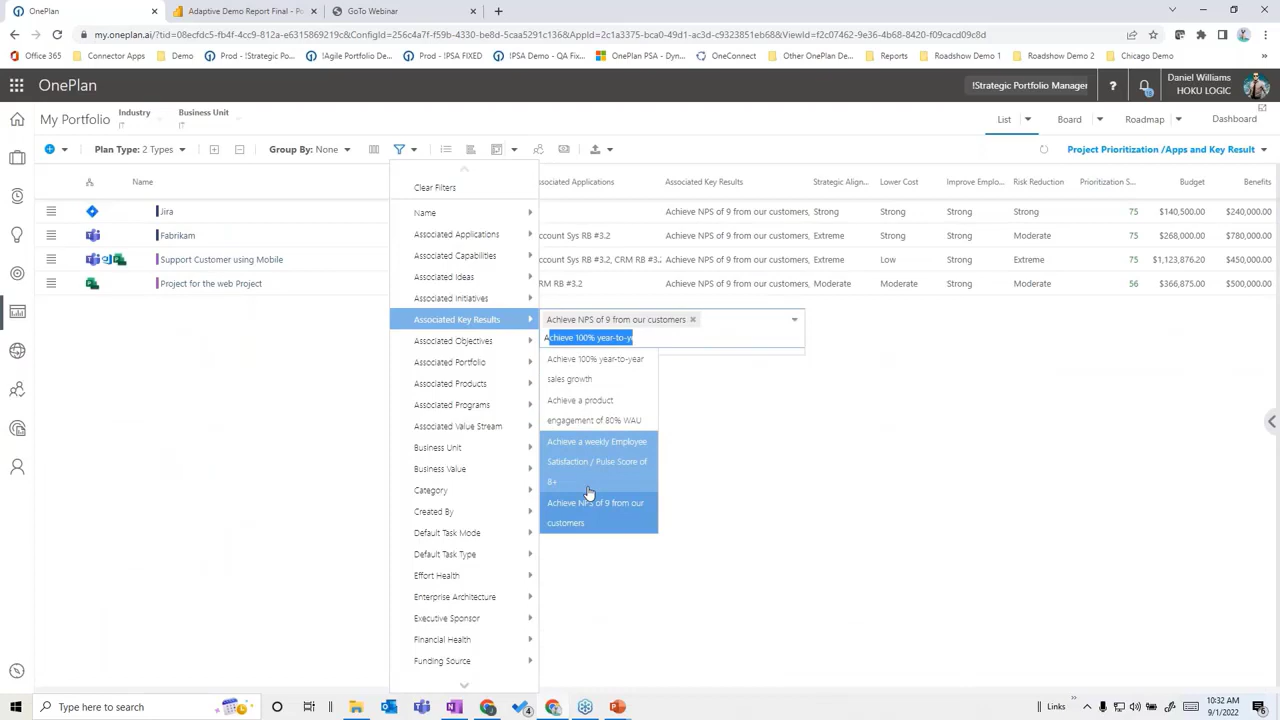 OnePlan
Adaptive Demo Report Final - Po
GoTo Webinar
my.oneplan.ai/?tid=08ecfdc5-fb4f-4cc9-812a-e6315869219c&ConfigId=256c4a7f-f59b-4330-be8d-5caa5291c136&AppId=2c1a3375-bca0-49d1-ac3d-c9322851eb68&ViewId=f2c07462-9e36-4b68-8420-f09cacd09c8d
Office 365
Connector Apps
Demo
Prod - !Strategic Po...
!Agile Portfolio De...
Prod - !PSA FIXED
!PSA Demo - QA Fix...
OnePlan PSA - Dyn...
OneConnect
Other OnePlan De...
Reports
Roadshow Demo 1
Roadshow Demo 2
Chicago Demo
»
OnePlan
!Strategic Portfolio Manager
?
Daniel Williams
HOKU LOGIC
My Portfolio
Industry
Business Unit
List
Board
Roadmap
Dashboard
Plan Type: 2 Types
Group By: None
Project Prioritization /Apps and Key Result
Name
ssociated Applications
Associated Key Results
Strategic Align...
Lower Cost
Improve Emplo...
Risk Reduction
Prioritization S...
Budget
Benefits
Jira
Achieve NPS of 9 from our customers,
Strong
Strong
Strong
Strong
75
$140,500.00
$240,000.00
Fabrikam
ccount Sys RB #3.2
Achieve NPS of 9 from our customers,
Extreme
Strong
Strong
Moderate
75
$268,000.00
$780,000.00
Support Customer using Mobile
ccount Sys RB #3.2, CRM RB #3.2
Achieve NPS of 9 from our customers,
Extreme
Low
Strong
Extreme
75
$1,123,876.20
$450,000.00
Project for the web Project
RM RB #3.2
Achieve NPS of 9 from our customers,
Moderate
Moderate
Strong
Moderate
56
$366,875.00
$500,000.00
Clear Filters
Name
Associated Applications
Associated Capabilities
Associated Ideas
Associated Initiatives
Associated Key Results
Associated Objectives
Associated Portfolio
Associated Products
Associated Programs
Associated Value Stream
Business Unit
Business Value
Category
Created By
Default Task Mode
Default Task Type
Effort Health
Enterprise Architecture
Executive Sponsor
Financial Health
Funding Source
Achieve NPS of 9 from our customers
Achieve 100% year-to-ye
Achieve 100% year-to-year
sales growth
Achieve a product
engagement of 80% WAU
Achieve a weekly Employee
Satisfaction / Pulse Score of
8+
Achieve NPS of 9 from our
customers
Type here to search
Links
»
10:32 AM
9/1/2022